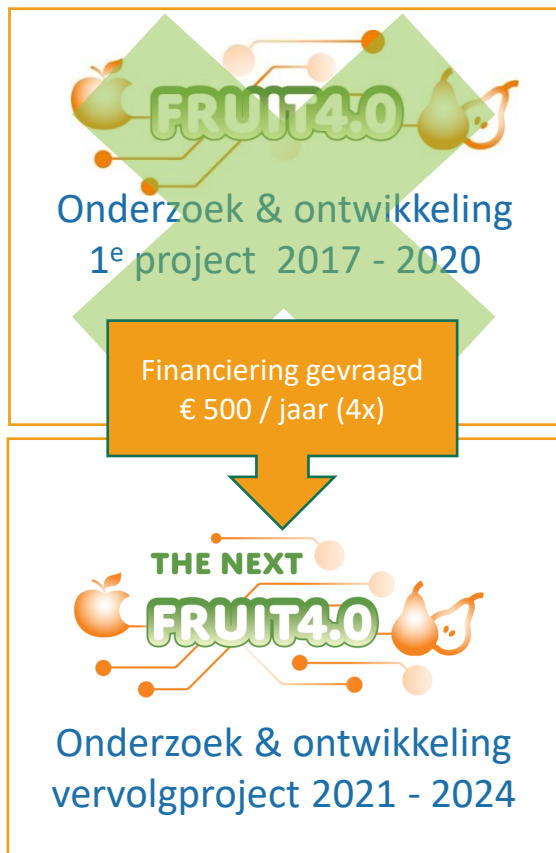 FRUIT4.0
Onderzoek & ontwikkeling
1e project 2017 - 2020
Financiering gevraagd
€ 500 / jaar (4x)
THE NEXT
FRUIT4.0
Onderzoek & ontwikkeling
vervolgproject 2021 - 2024